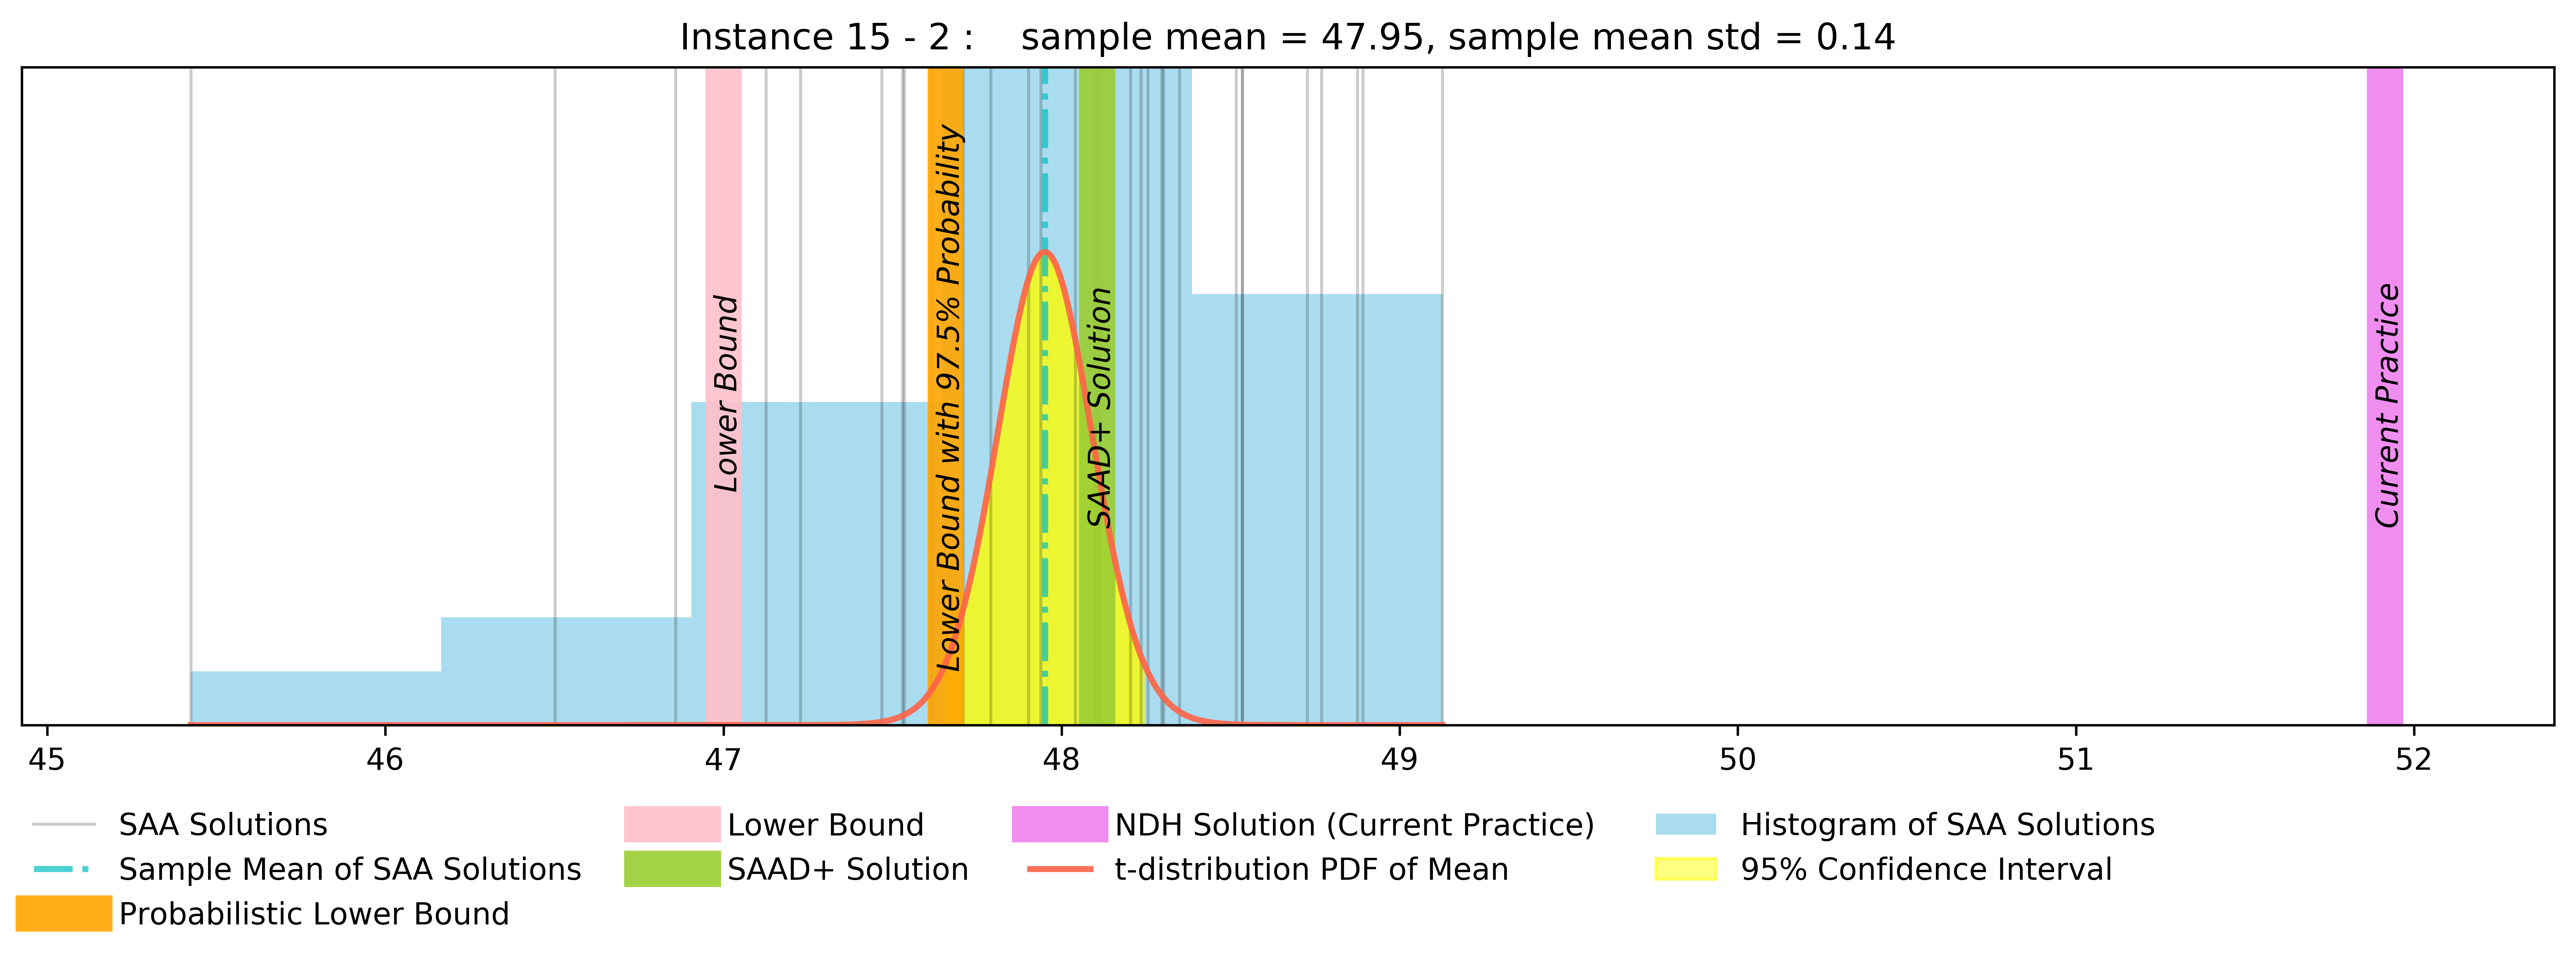 Instance 15 - 2 :    sample mean = 47.95, sample mean std = 0.14
Lower Bound
Lower Bound with 97.5% Probability
SAAD+ Solution
Current Practice
45 46 47 48 49 50 51 52
SAA Solutions
Sample Mean of SAA Solutions
Probabilistic Lower Bound
Lower Bound
SAAD+ Solution
NDH Solution (Current Practice)
t-distribution PDF of Mean
Histogram of SAA Solutions
95% Confidence Interval